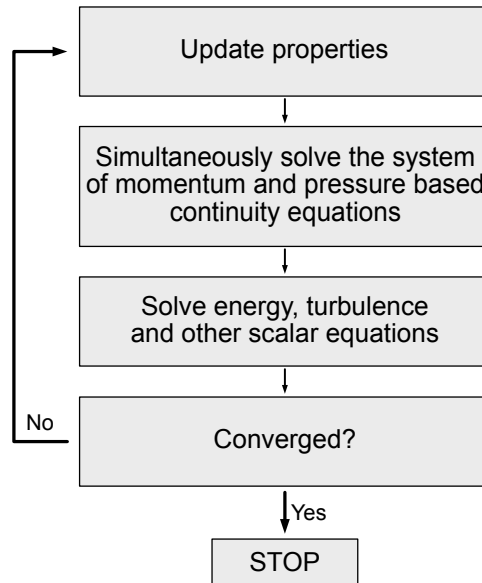 Update properties
Simultaneously solve the system
of momentum and pressure based
continuity equations
Solve energy, turbulence
and other scalar equations
No
Converged?
Yes
STOP